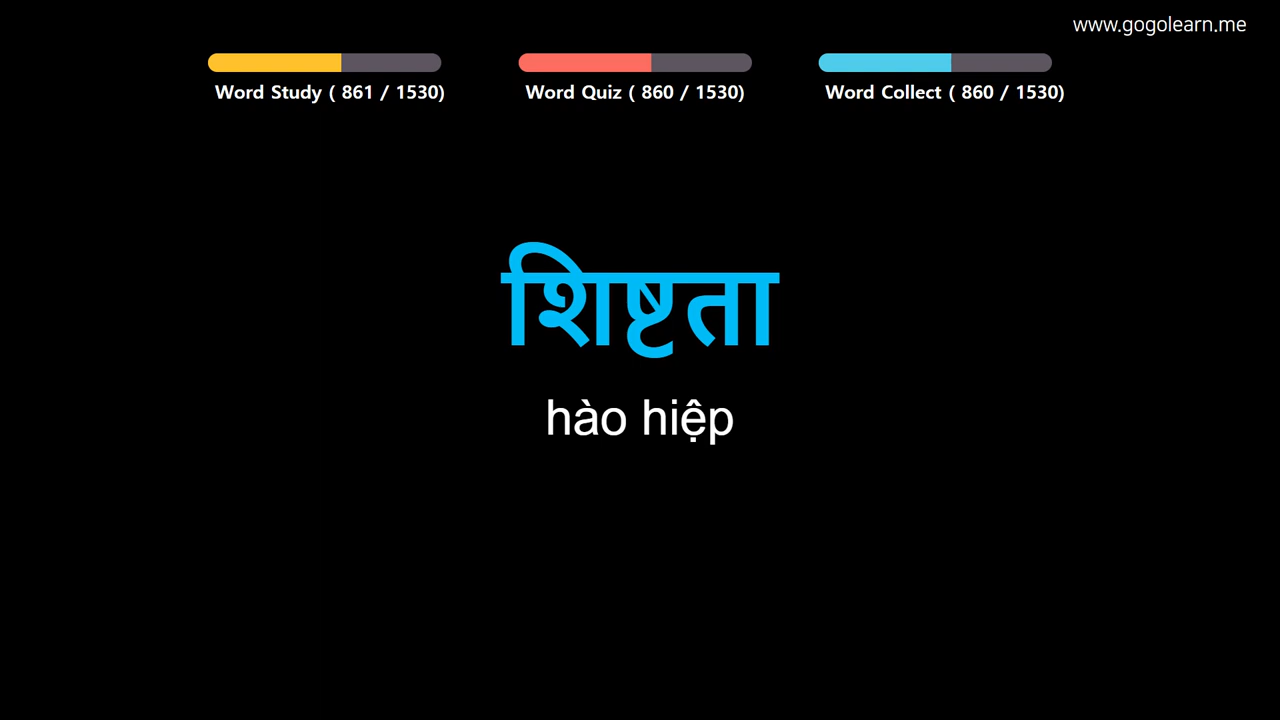 www.gogolearn.me
Word Study ( 861 / 1530)
Word Quiz ( 860 / 1530)
Word Collect ( 860 / 1530)
शिष्टता
hào hiệp